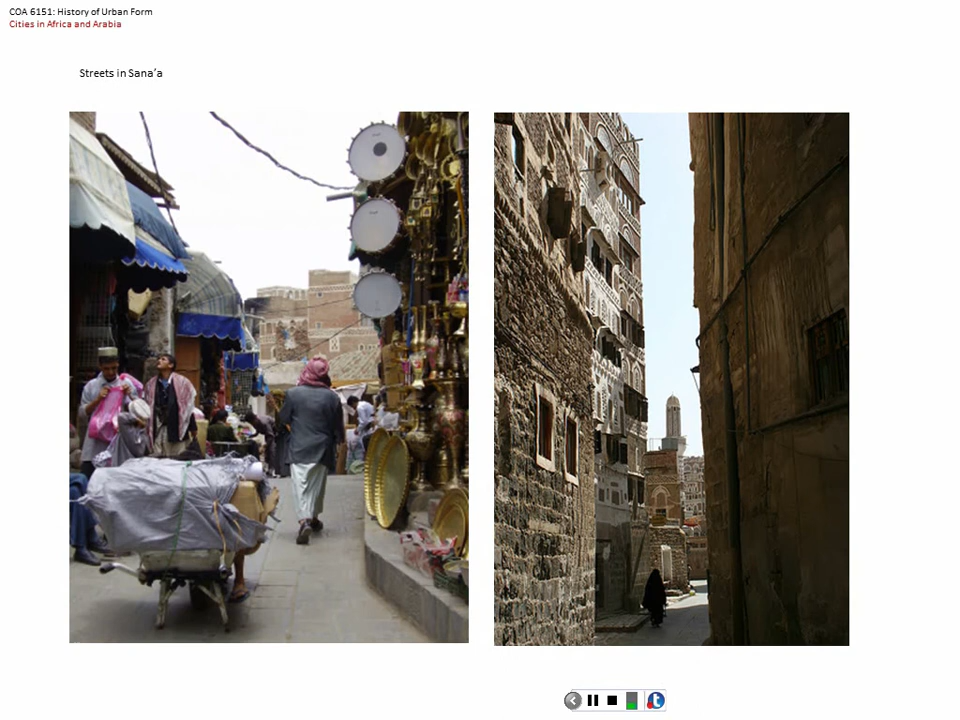 COA 6151: History of Urban Form
Cities in Africa and Arabia
Streets in Sana’a